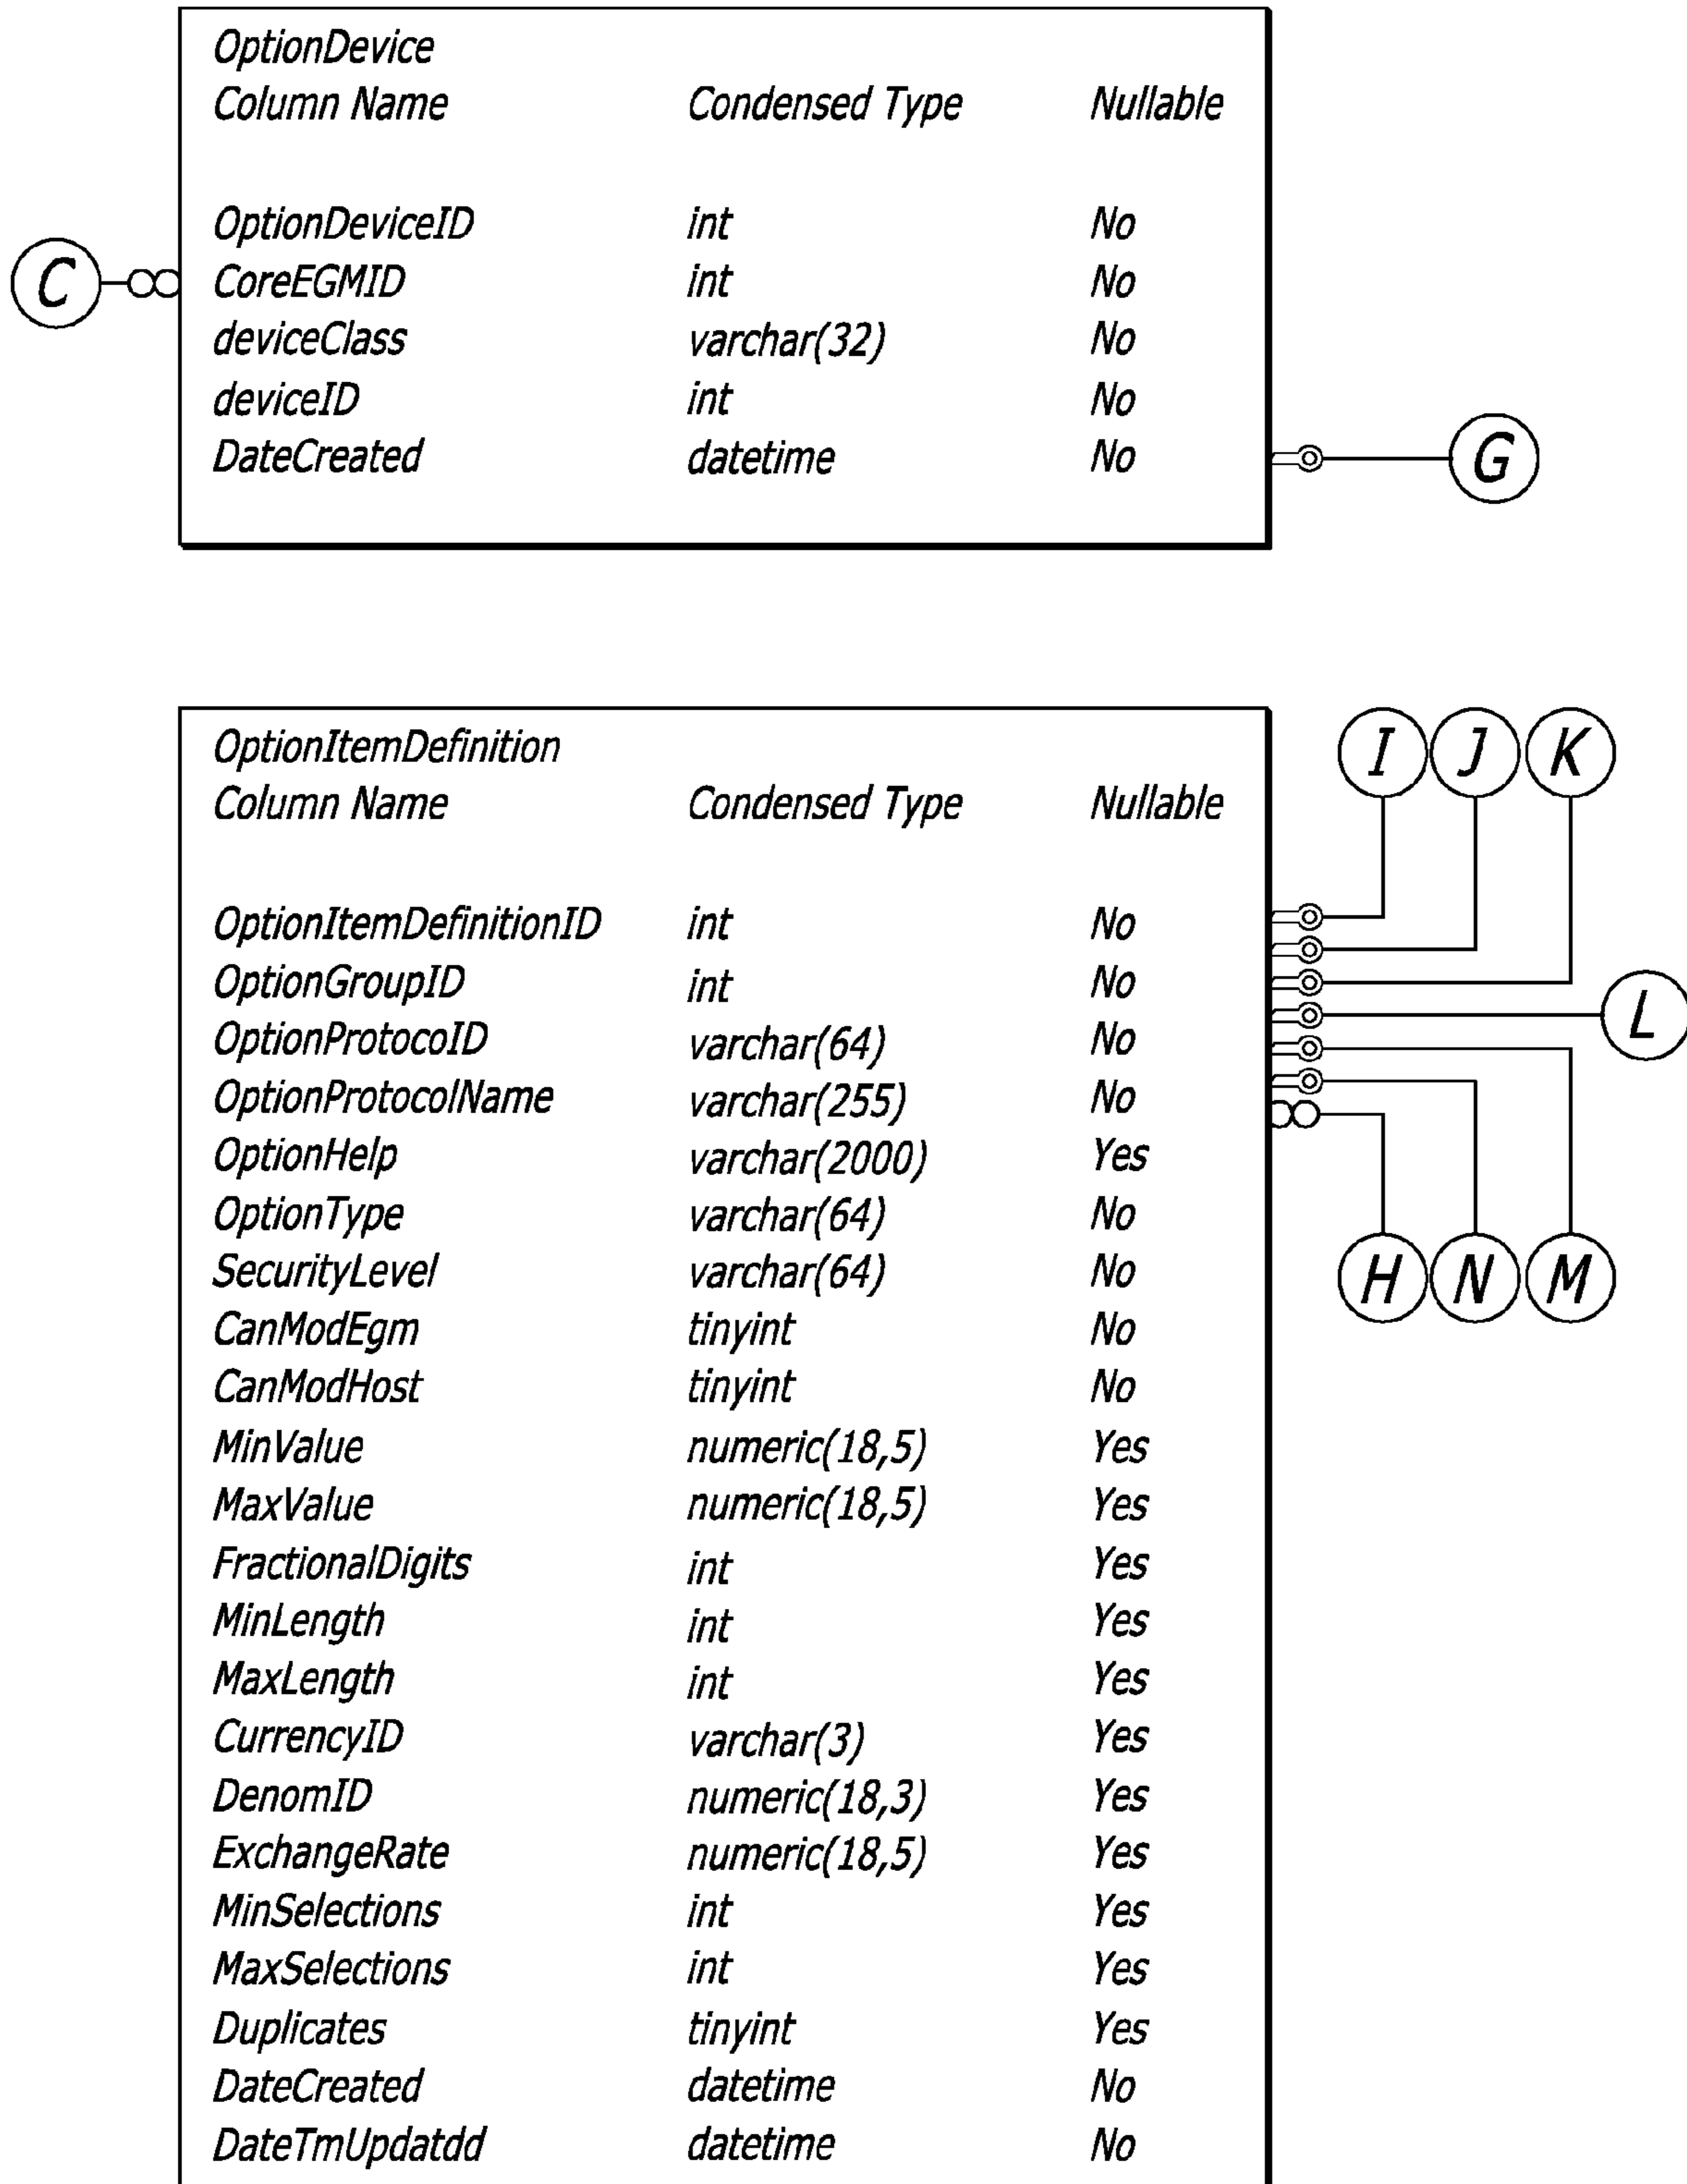 OptionDevice
Column Name Condensed Type Nullable
OptionDeviceID int No
CoreEGMID int No
deviceClass varchar(32) No
deviceID int No
DateCreated datetime No
C
G
OptionItemDefinition
Column Name Condensed Type Nullable
OptionItemDefinitionID int No
OptionGroupID int No
OptionProtocoID varchar(64) No
OptionProtocolName varchar(255) No
OptionHelp varchar(2000) Yes
OptionType varchar(64) No
SecurityLevel varchar(64) No
CanModEgm tinyint No
CanModHost tinyint No
MinValue numeric(18,5) Yes
MaxValue numeric(18,5) Yes
FractionalDigits int Yes
MinLength int Yes
MaxLength int Yes
CurrencyID varchar(3) Yes
DenomID numeric(18,3) Yes
ExchangeRate numeric(18,5) Yes
MinSelections int Yes
MaxSelections int Yes
Duplicates tinyint Yes
DateCreated datetime No
DateTmUpdatdd datetime No
I J K
L
H N M